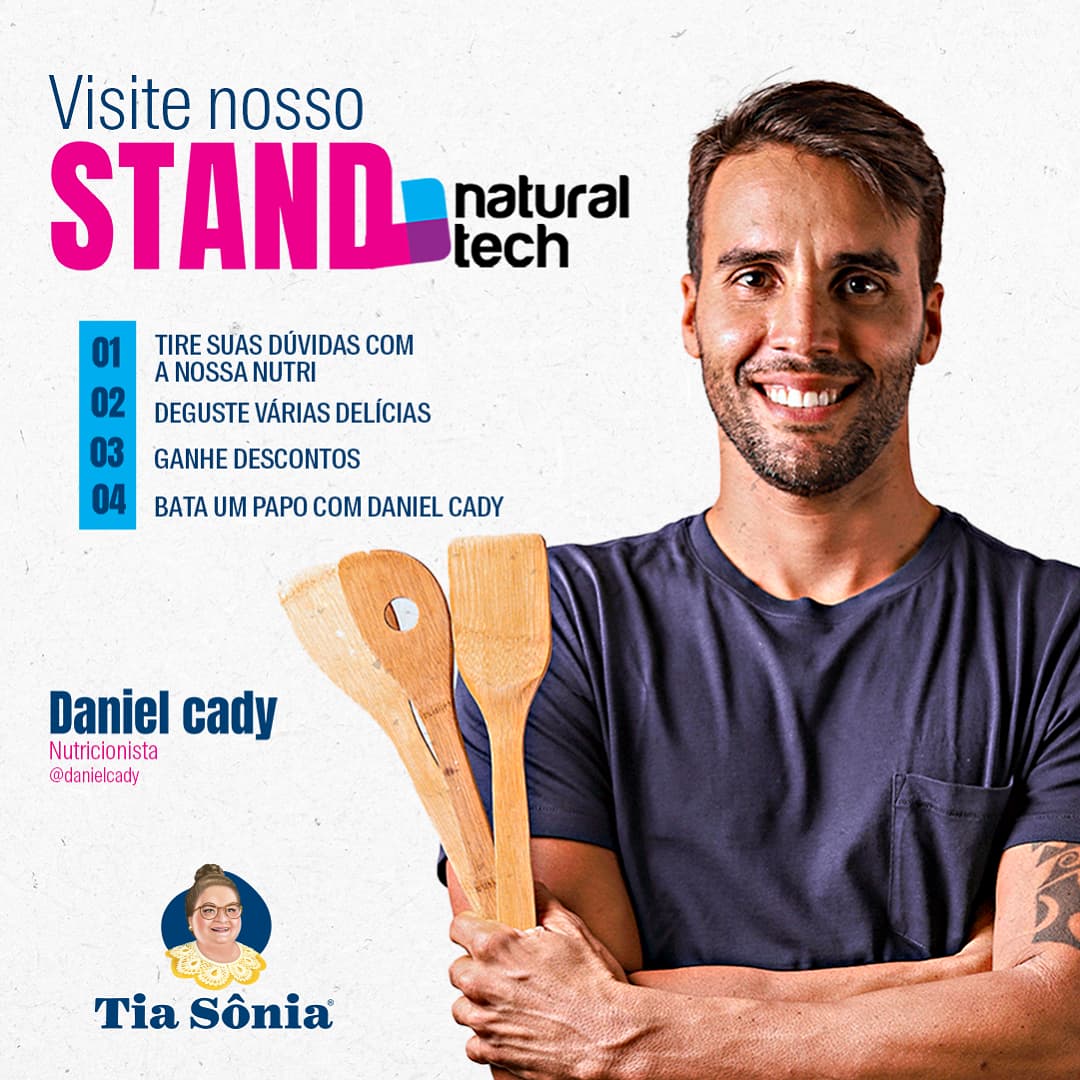 Visite nosso
STAND
natural
tech
01 TIRE SUAS DÚVIDAS COM
A NOSSA NUTRI
02 DEGUSTE VÁRIAS DELÍCIAS
03 GANHE DESCONTOS
04 BATA UM PAPO COM DANIEL CADY
Daniel cady
Nutricionista
@danielcady
Tia Sônia®